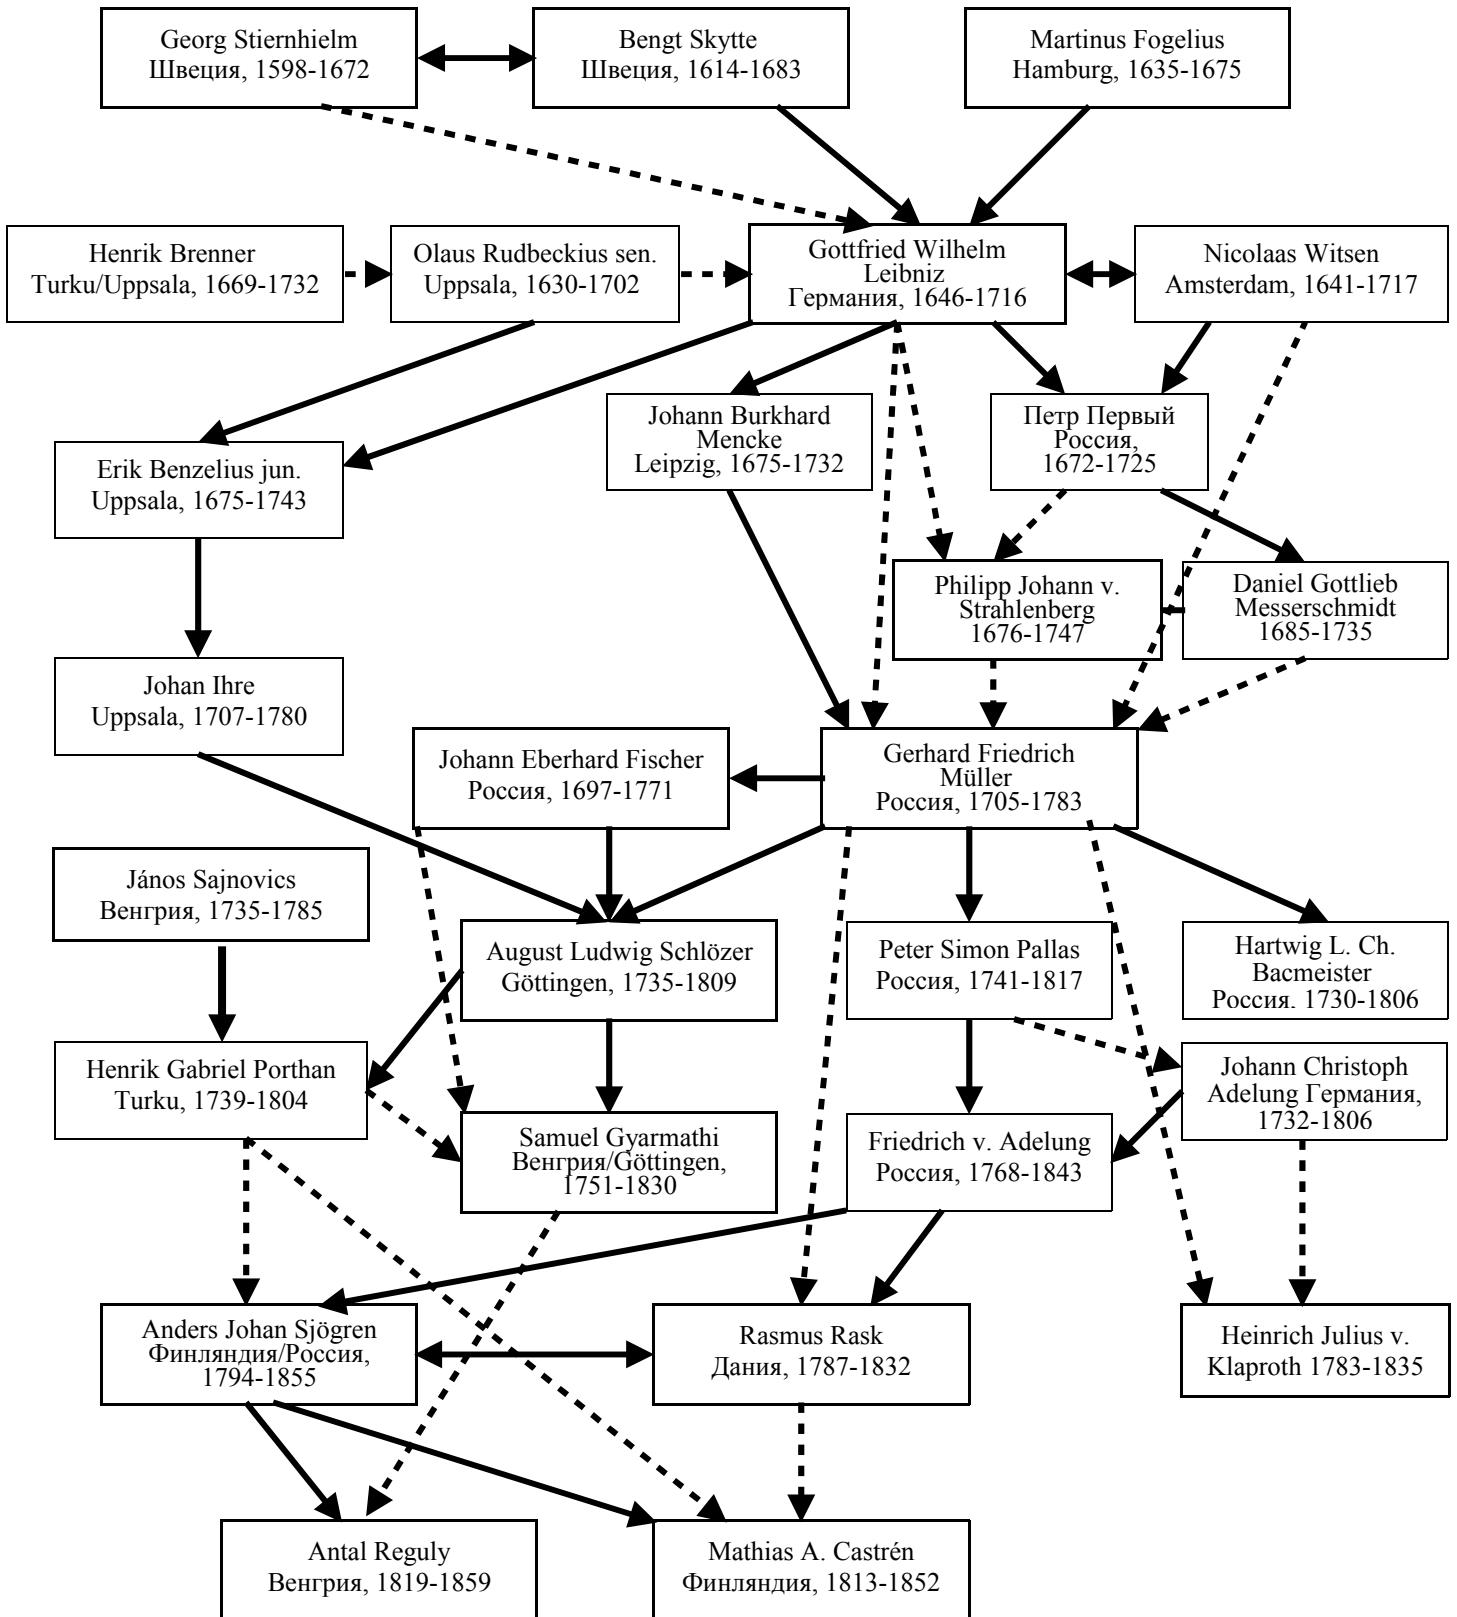 Georg Stiernhielm
Швеция, 1598-1672
Bengt Skytte
Швеция, 1614-1683
Martinus Fogelius
Hamburg, 1635-1675
Henrik Brenner
Turku/Uppsala, 1669-1732
Olaus Rudbeckius sen.
Uppsala, 1630-1702
Gottfried Wilhelm
Leibniz
Германия, 1646-1716
Nicolaas Witsen
Amsterdam, 1641-1717
Erik Benzelius jun.
Uppsala, 1675-1743
Johann Burkhard
Mencke
Leipzig, 1675-1732
Петр Первый
Россия,
1672-1725
Philipp Johann v.
Strahlenberg
1676-1747
Daniel Gottlieb
Messerschmidt
1685-1735
Johan Ihre
Uppsala, 1707-1780
Johann Eberhard Fischer
Россия, 1697-1771
Gerhard Friedrich
Müller
Россия, 1705-1783
János Sajnovics
Венгрия, 1735-1785
August Ludwig Schlözer
Göttingen, 1735-1809
Peter Simon Pallas
Россия, 1741-1817
Hartwig L. Ch.
Bacmeister
Россия. 1730-1806
Henrik Gabriel Porthan
Turku, 1739-1804
Samuel Gyarmathi
Венгрия/Göttingen,
1751-1830
Friedrich v. Adelung
Россия, 1768-1843
Johann Christoph
Adelung Германия,
1732-1806
Anders Johan Sjögren
Финляндия/Россия,
1794-1855
Rasmus Rask
Дания, 1787-1832
Heinrich Julius v.
Klaproth 1783-1835
Antal Reguly
Венгрия, 1819-1859
Mathias A. Castrén
Финляндия, 1813-1852